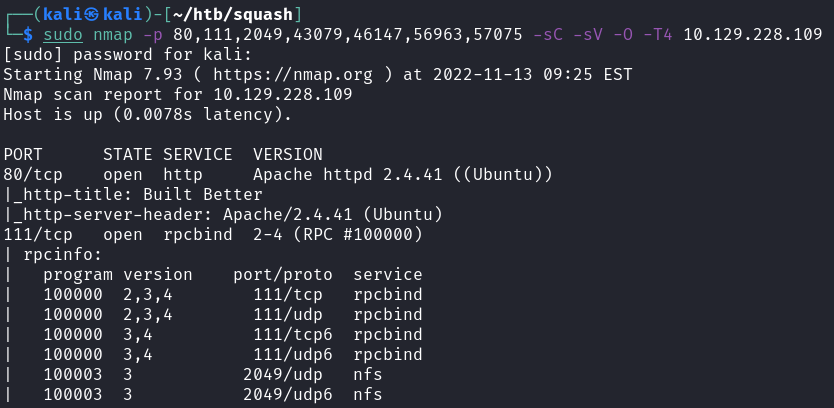 ┌──(kali㉿kali)-[~/htb/squash]
└─$ sudo nmap -p 80,111,2049,43079,46147,56963,57075 -sC -sV -O -T4 10.129.228.109
[sudo] password for kali:
Starting Nmap 7.93 ( https://nmap.org ) at 2022-11-13 09:25 EST
Nmap scan report for 10.129.228.109
Host is up (0.0078s latency).

PORT      STATE SERVICE  VERSION
80/tcp    open  http     Apache httpd 2.4.41 ((Ubuntu))
|_http-title: Built Better
|_http-server-header: Apache/2.4.41 (Ubuntu)
111/tcp   open  rpcbind  2-4 (RPC #100000)
| rpcinfo:
|   program version    port/proto  service
|   100000  2,3,4        111/tcp   rpcbind
|   100000  2,3,4        111/udp   rpcbind
|   100000  3,4          111/tcp6  rpcbind
|   100000  3,4          111/udp6  rpcbind
|   100003  3           2049/udp   nfs
|   100003  3           2049/udp6  nfs